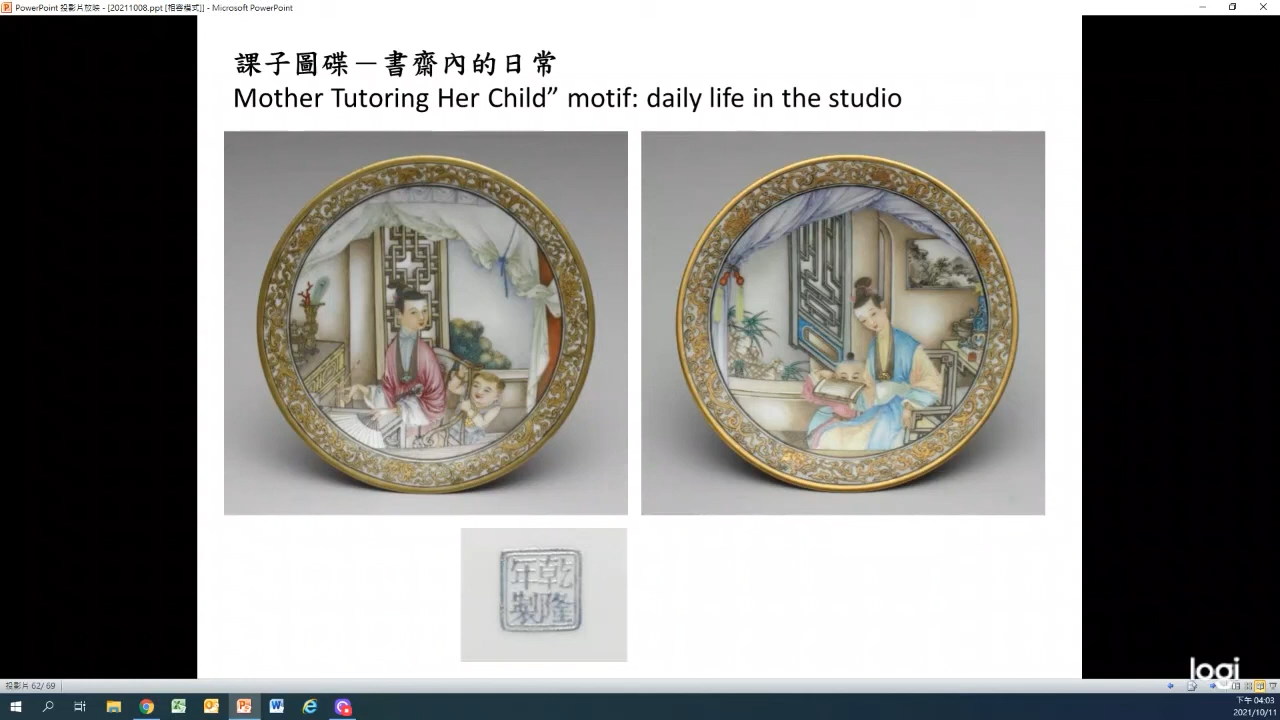 PowerPoint 投影片放映 - [20211008.ppt [相容模式]] - Microsoft PowerPoint
課子圖碟－書齋內的日常
Mother Tutoring Her Child” motif: daily life in the studio
乾隆
年製
logi
投影片 62/69
下午 04:03
2021/10/11